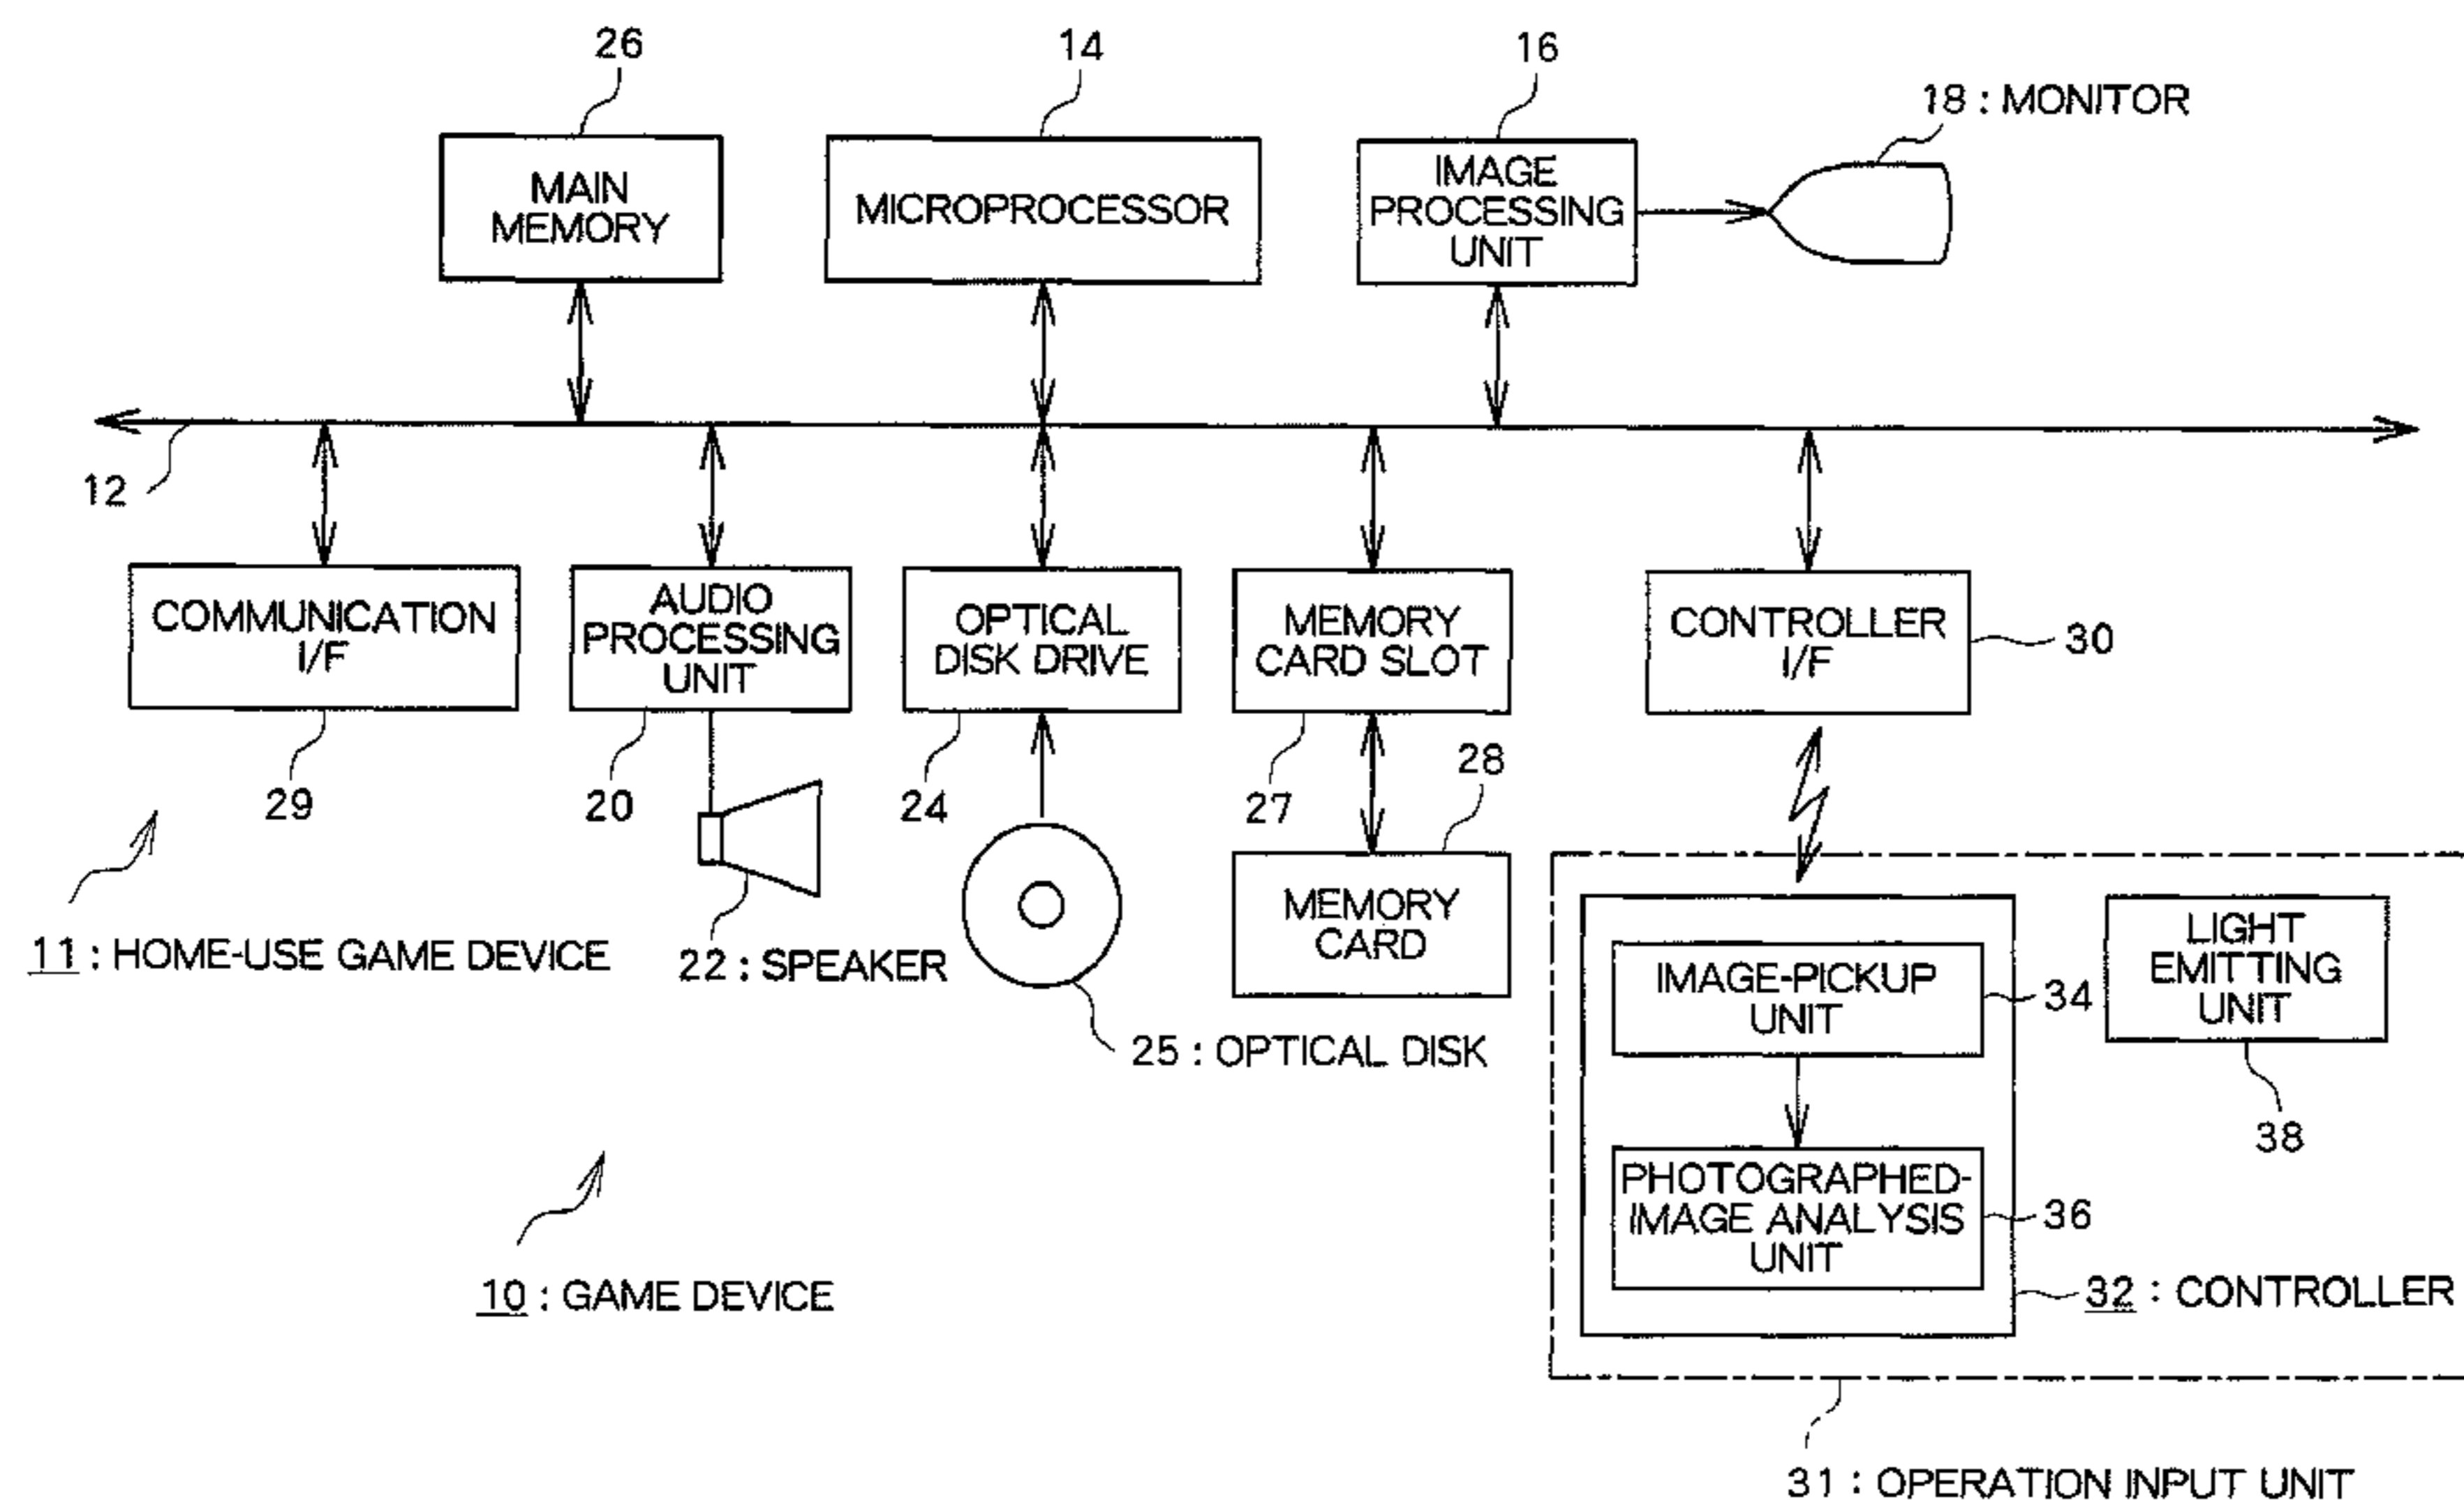 26
14
16
18 : MONITOR
MAIN
MEMORY
MICROPROCESSOR
IMAGE
PROCESSING
UNIT
12
COMMUNICATION
I/F
AUDIO
PROCESSING
UNIT
OPTICAL
DISK DRIVE
MEMORY
CARD SLOT
CONTROLLER
I/F
30
29
20
24
27
28
11 : HOME-USE GAME DEVICE
22 : SPEAKER
MEMORY
CARD
25 : OPTICAL DISK
IMAGE-PICKUP
UNIT
34
LIGHT
EMITTING
UNIT
38
PHOTOGRAPHED-
IMAGE ANALYSIS
UNIT
36
32 : CONTROLLER
10 : GAME DEVICE
31 : OPERATION INPUT UNIT